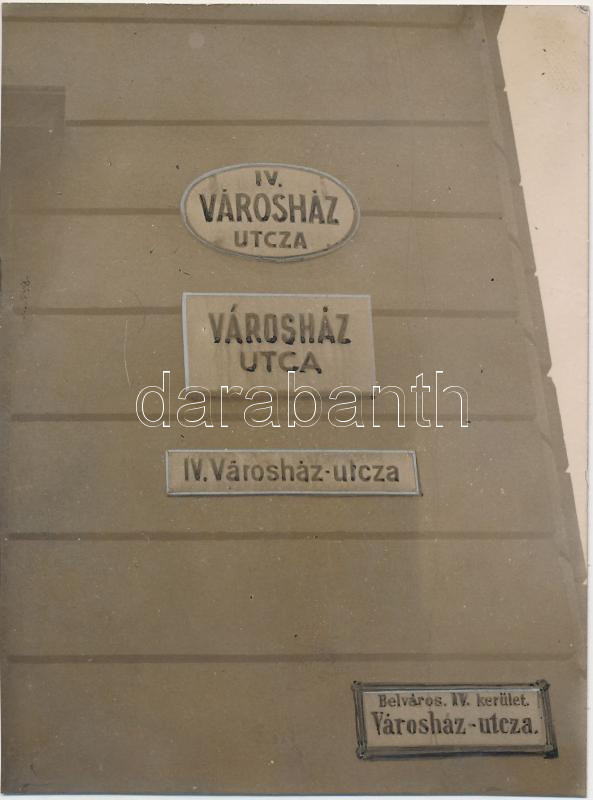 IV.
VÁROSHÁZ
UTCZA
VÁROSHÁZ
UTCA
darabanth
IV. Városház-utcza
Belváros. IV. kerület.
Városház-utcza.